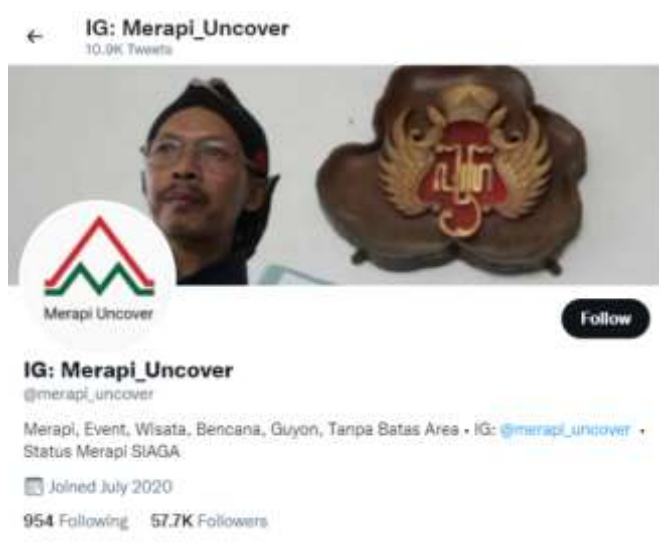 IG: Merapi_Uncover
10.9K Tweets
Merapi Uncover
Follow
IG: Merapi_Uncover
@merapi_uncover
Merapi, Event, Wisata, Bencana, Guyon, Tanpa Batas Area • IG: @merapi_uncover •
Status Merapi SIAGA
Joined July 2020
954 Following 57.7K Followers